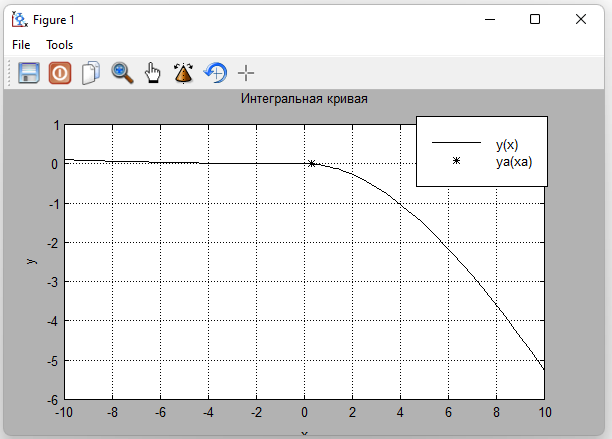 Figure 1
File Tools
Интегральная кривая
y(x)
ya(xa)
1
0
-1
-2
-3
-4
-5
-6
y
-10 -8 -6 -4 -2 0 2 4 6 8 10
x